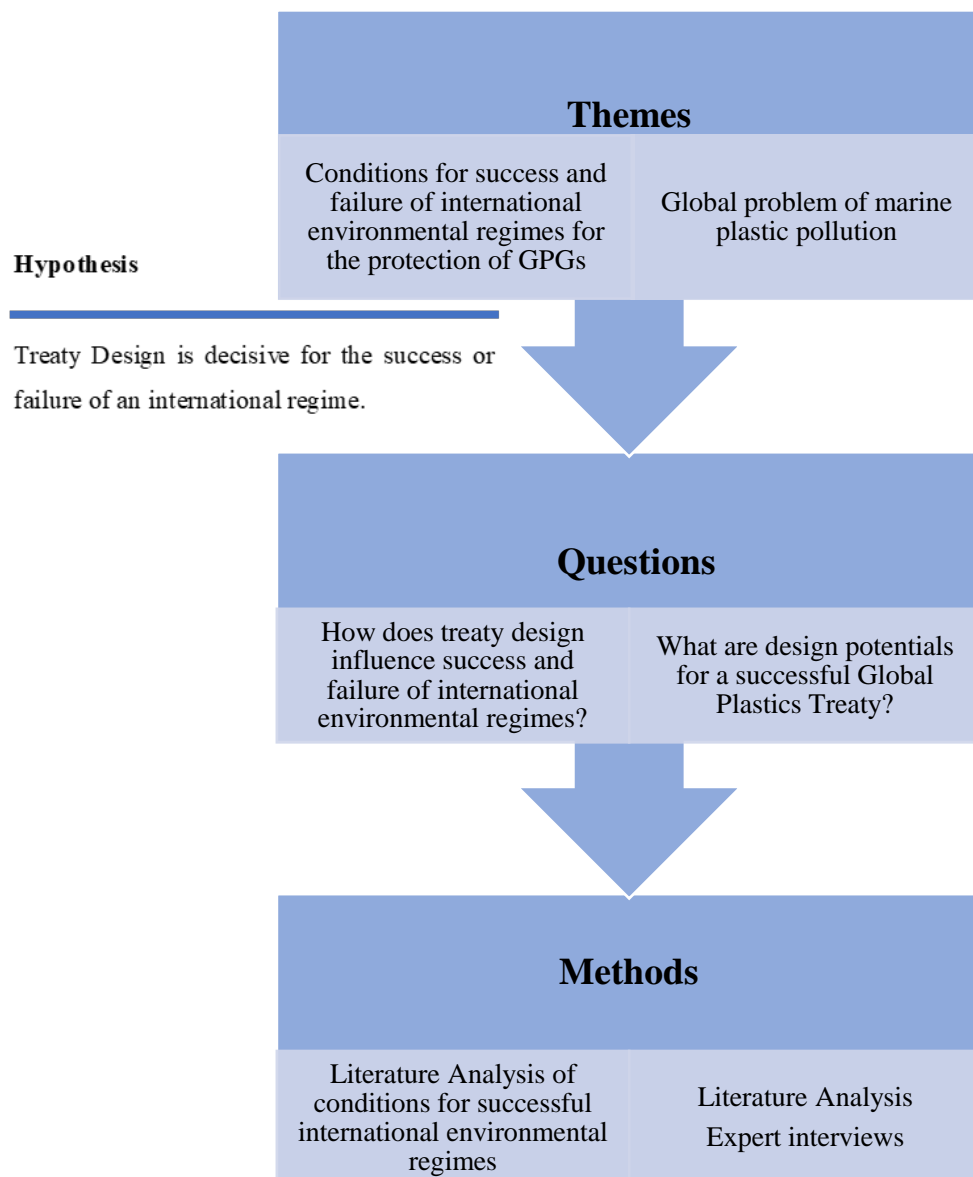 Themes
Conditions for success and
failure of international
environmental regimes for
the protection of GPGs
Global problem of marine
plastic pollution
Hypothesis
Treaty Design is decisive for the success or
failure of an international regime.
Questions
How does treaty design
influence success and
failure of international
environmental regimes?
What are design potentials
for a successful Global
Plastics Treaty?
Methods
Literature Analysis of
conditions for successful
international environmental
regimes
Literature Analysis
Expert interviews